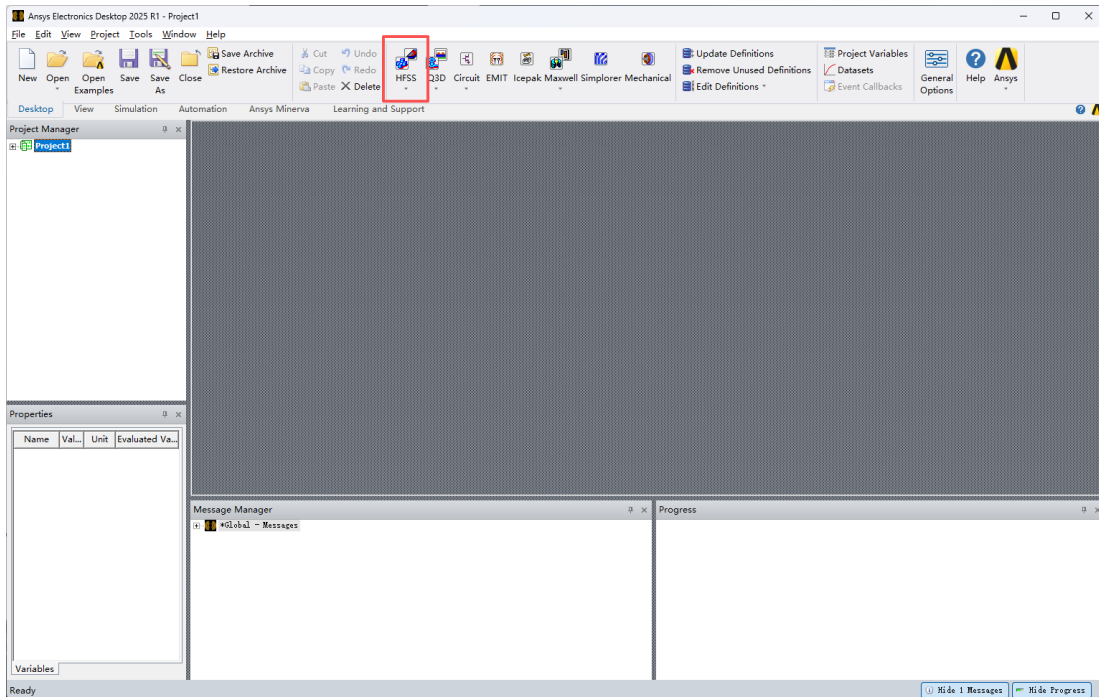 Ansys Electronics Desktop 2025 R1 - Project1
File Edit View Project Tools Window Help
New Open Open Examples Save Save As Close
Save Archive
Restore Archive
Cut Undo
Copy Redo
Paste Delete
HFSS Q3D Circuit EMIT Icepak Maxwell Simplorer Mechanical
Update Definitions
Remove Unused Definitions
Edit Definitions
Project Variables
Datasets
Event Callbacks
General Options Help Ansys
Desktop View Simulation Automation Ansys Minerva Learning and Support
Project Manager
Project1
Properties
Name Val... Unit Evaluated Va...
Variables
Message Manager
*Global - Messages
Progress
Ready
Hide 1 Messages Hide Progress